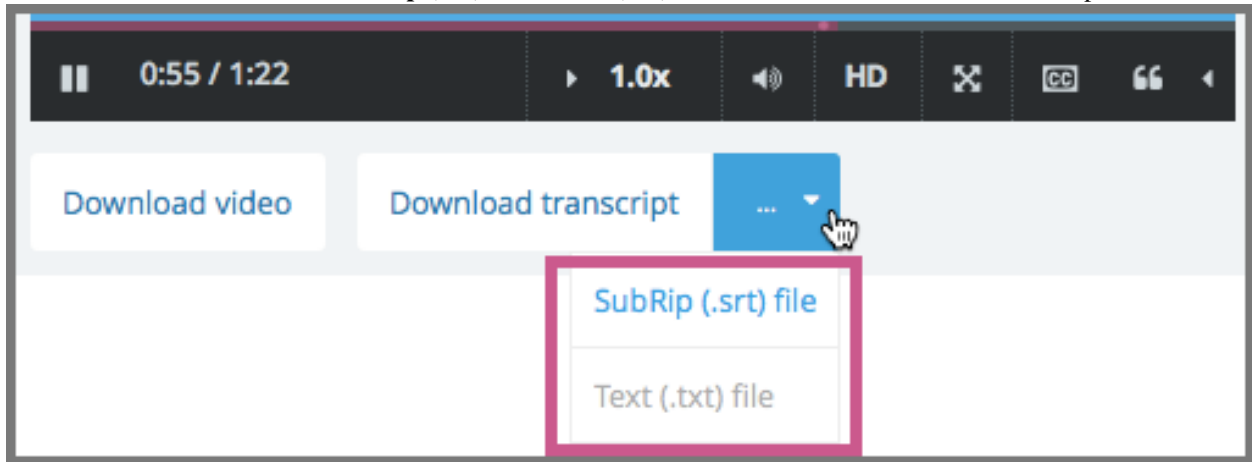 0:55 / 1:22 1.0x HD CC
Download video Download transcript ...
SubRip (.srt) file
Text (.txt) file